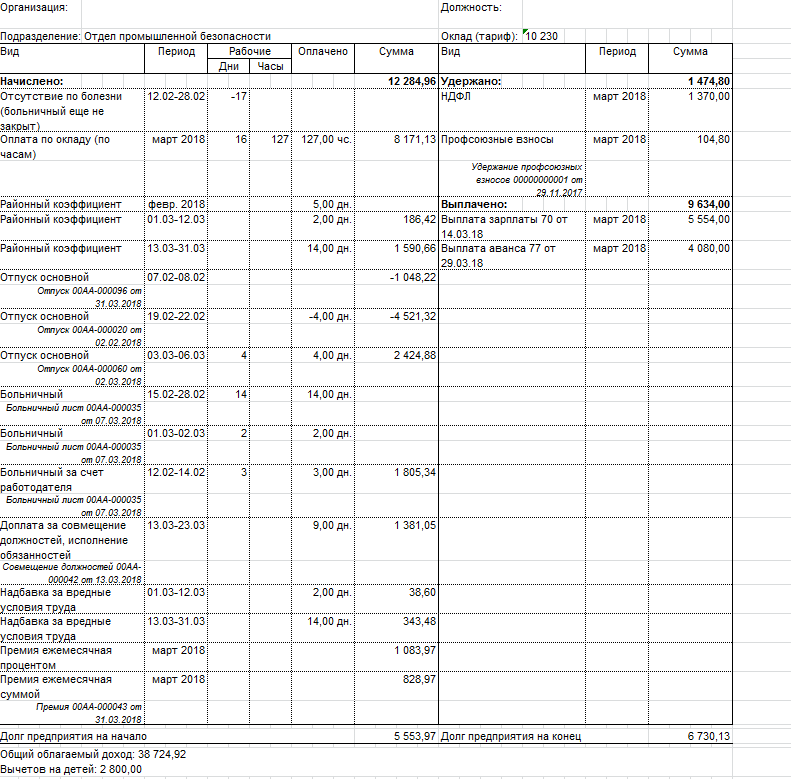 Организация: Должность:
Подразделение: Отдел промышленной безопасности Оклад (тариф): 10 230
Вид Период Рабочие Оплачено Сумма Вид Период Сумма
Дни Часы
Начислено: 12 284,96 Удержано: 1 474,80
Отсутствие по болезни 12.02-28.02 -17 НДФЛ март 2018 1 370,00
(больничный еще не
закрыт)
Оплата по окладу (по март 2018 16 127 127,00 чс. 8 171,13 Профсоюзные взносы март 2018 104,80
часам)
Удержание профсоюзных
взносов 00000000001 от
29.11.2017
Районный коэффициент февр. 2018 5,00 дн. Выплачено: 9 634,00
Районный коэффициент 01.03-12.03 2,00 дн. 186,42 Выплата зарплаты 70 от март 2018 5 554,00
14.03.18
Районный коэффициент 13.03-31.03 14,00 дн. 1 590,66 Выплата аванса 77 от март 2018 4 080,00
29.03.18
Отпуск основной 07.02-08.02 -1 048,22
Отпуск 00АА-000096 от
31.03.2018
Отпуск основной 19.02-22.02 -4,00 дн. -4 521,32
Отпуск 00АА-000020 от
02.02.2018
Отпуск основной 03.03-06.03 4 4,00 дн. 2 424,88
Отпуск 00АА-000060 от
02.03.2018
Больничный 15.02-28.02 14 14,00 дн.
Больничный лист 00АА-000035
от 07.03.2018
Больничный 01.03-02.03 2 2,00 дн.
Больничный лист 00АА-000035
от 07.03.2018
Больничный за счет 12.02-14.02 3 3,00 дн. 1 805,34
работодателя
Больничный лист 00АА-000035
от 07.03.2018
Доплата за совмещение 13.03-23.03 9,00 дн. 1 381,05
должностей, исполнение
обязанностей
Совмещение должностей 00АА-
000042 от 13.03.2018
Надбавка за вредные 01.03-12.03 2,00 дн. 38,60
условия труда
Надбавка за вредные 13.03-31.03 14,00 дн. 343,48
условия труда
Премия ежемесячная март 2018 1 083,97
процентом
Премия ежемесячная март 2018 828,97
суммой
Премия 00АА-000043 от
31.03.2018
Долг предприятия на начало 5 553,97 Долг предприятия на конец 6 730,13
Общий облагаемый доход: 38 724,92
Вычетов на детей: 2 800,00